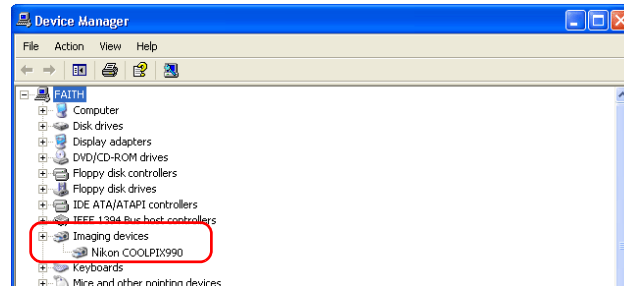 Device Manager
File Action View Help
FAITH
Computer
Disk drives
Display adapters
DVD/CD-ROM drives
Floppy disk controllers
Floppy disk drives
IDE ATA/ATAPI controllers
IEEE 1394 Bus host controllers
Imaging devices
Nikon COOLPIX990
Keyboards
Mice and other pointing devices